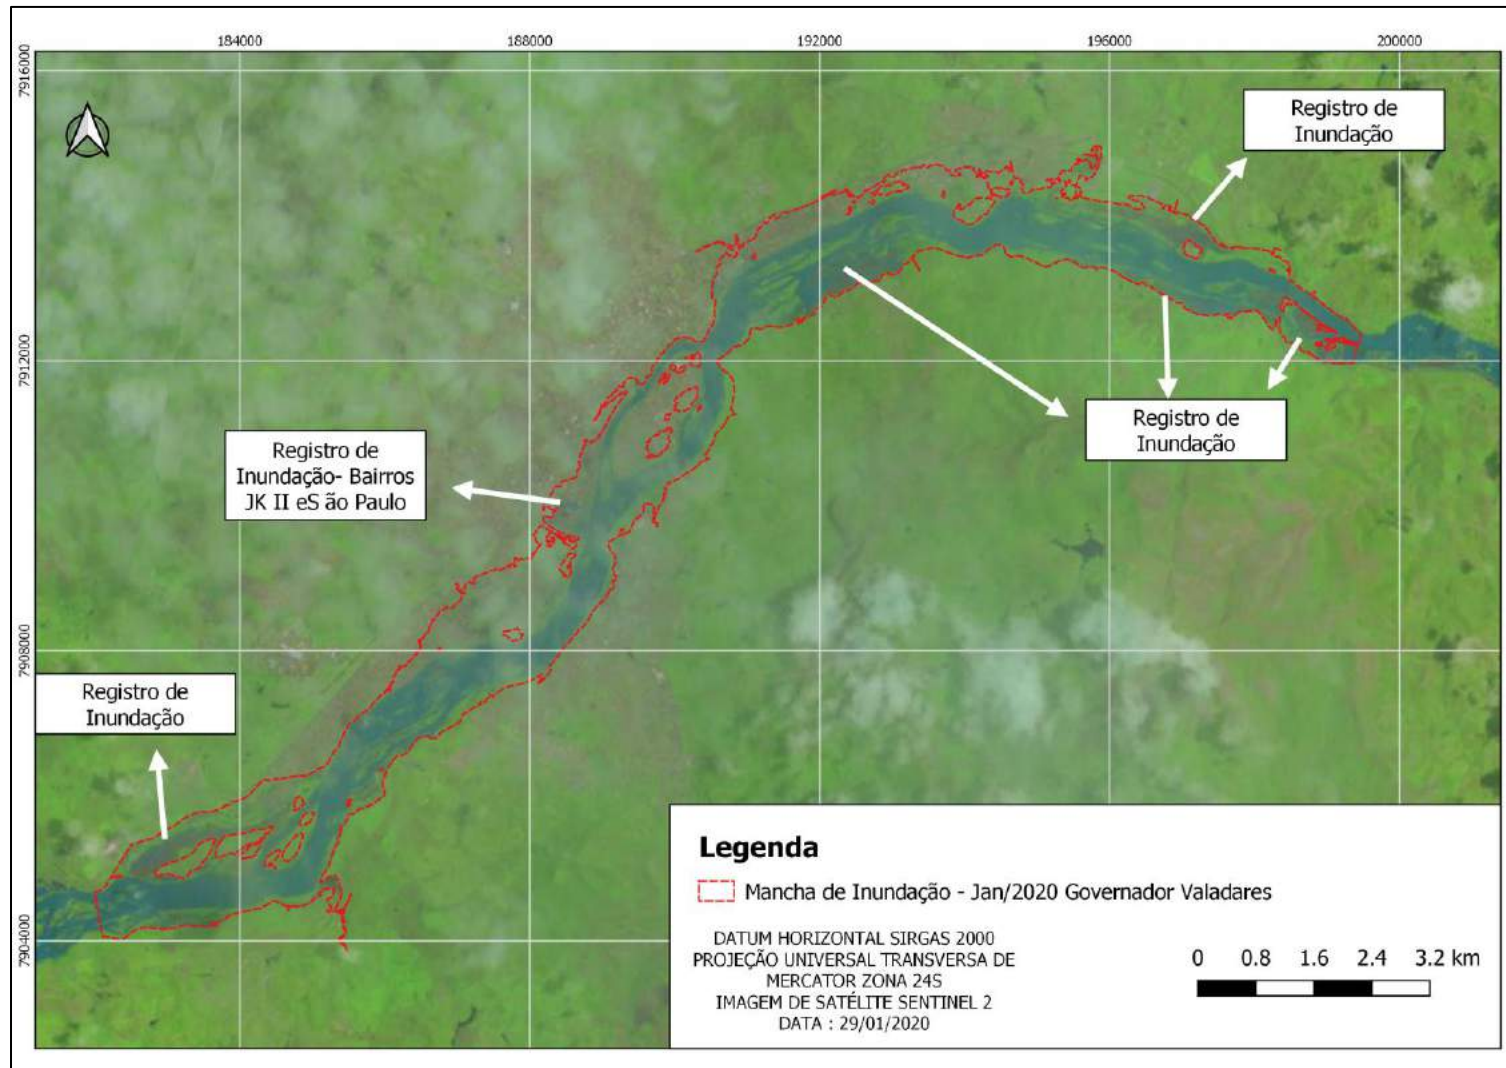 184000
188000
192000
196000
200000
7916000
7912000
7908000
7904000
Registro de
Inundação
Registro de
Inundação
Registro de
Inundação- Bairros
JK II eS ão Paulo
Registro de
Inundação
Legenda
Mancha de Inundação - Jan/2020 Governador Valadares
DATUM HORIZONTAL SIRGAS 2000
PROJEÇÃO UNIVERSAL TRANSVERSA DE
MERCATOR ZONA 24S
IMAGEM DE SATÉLITE SENTINEL 2
DATA : 29/01/2020
0 0.8 1.6 2.4 3.2 km